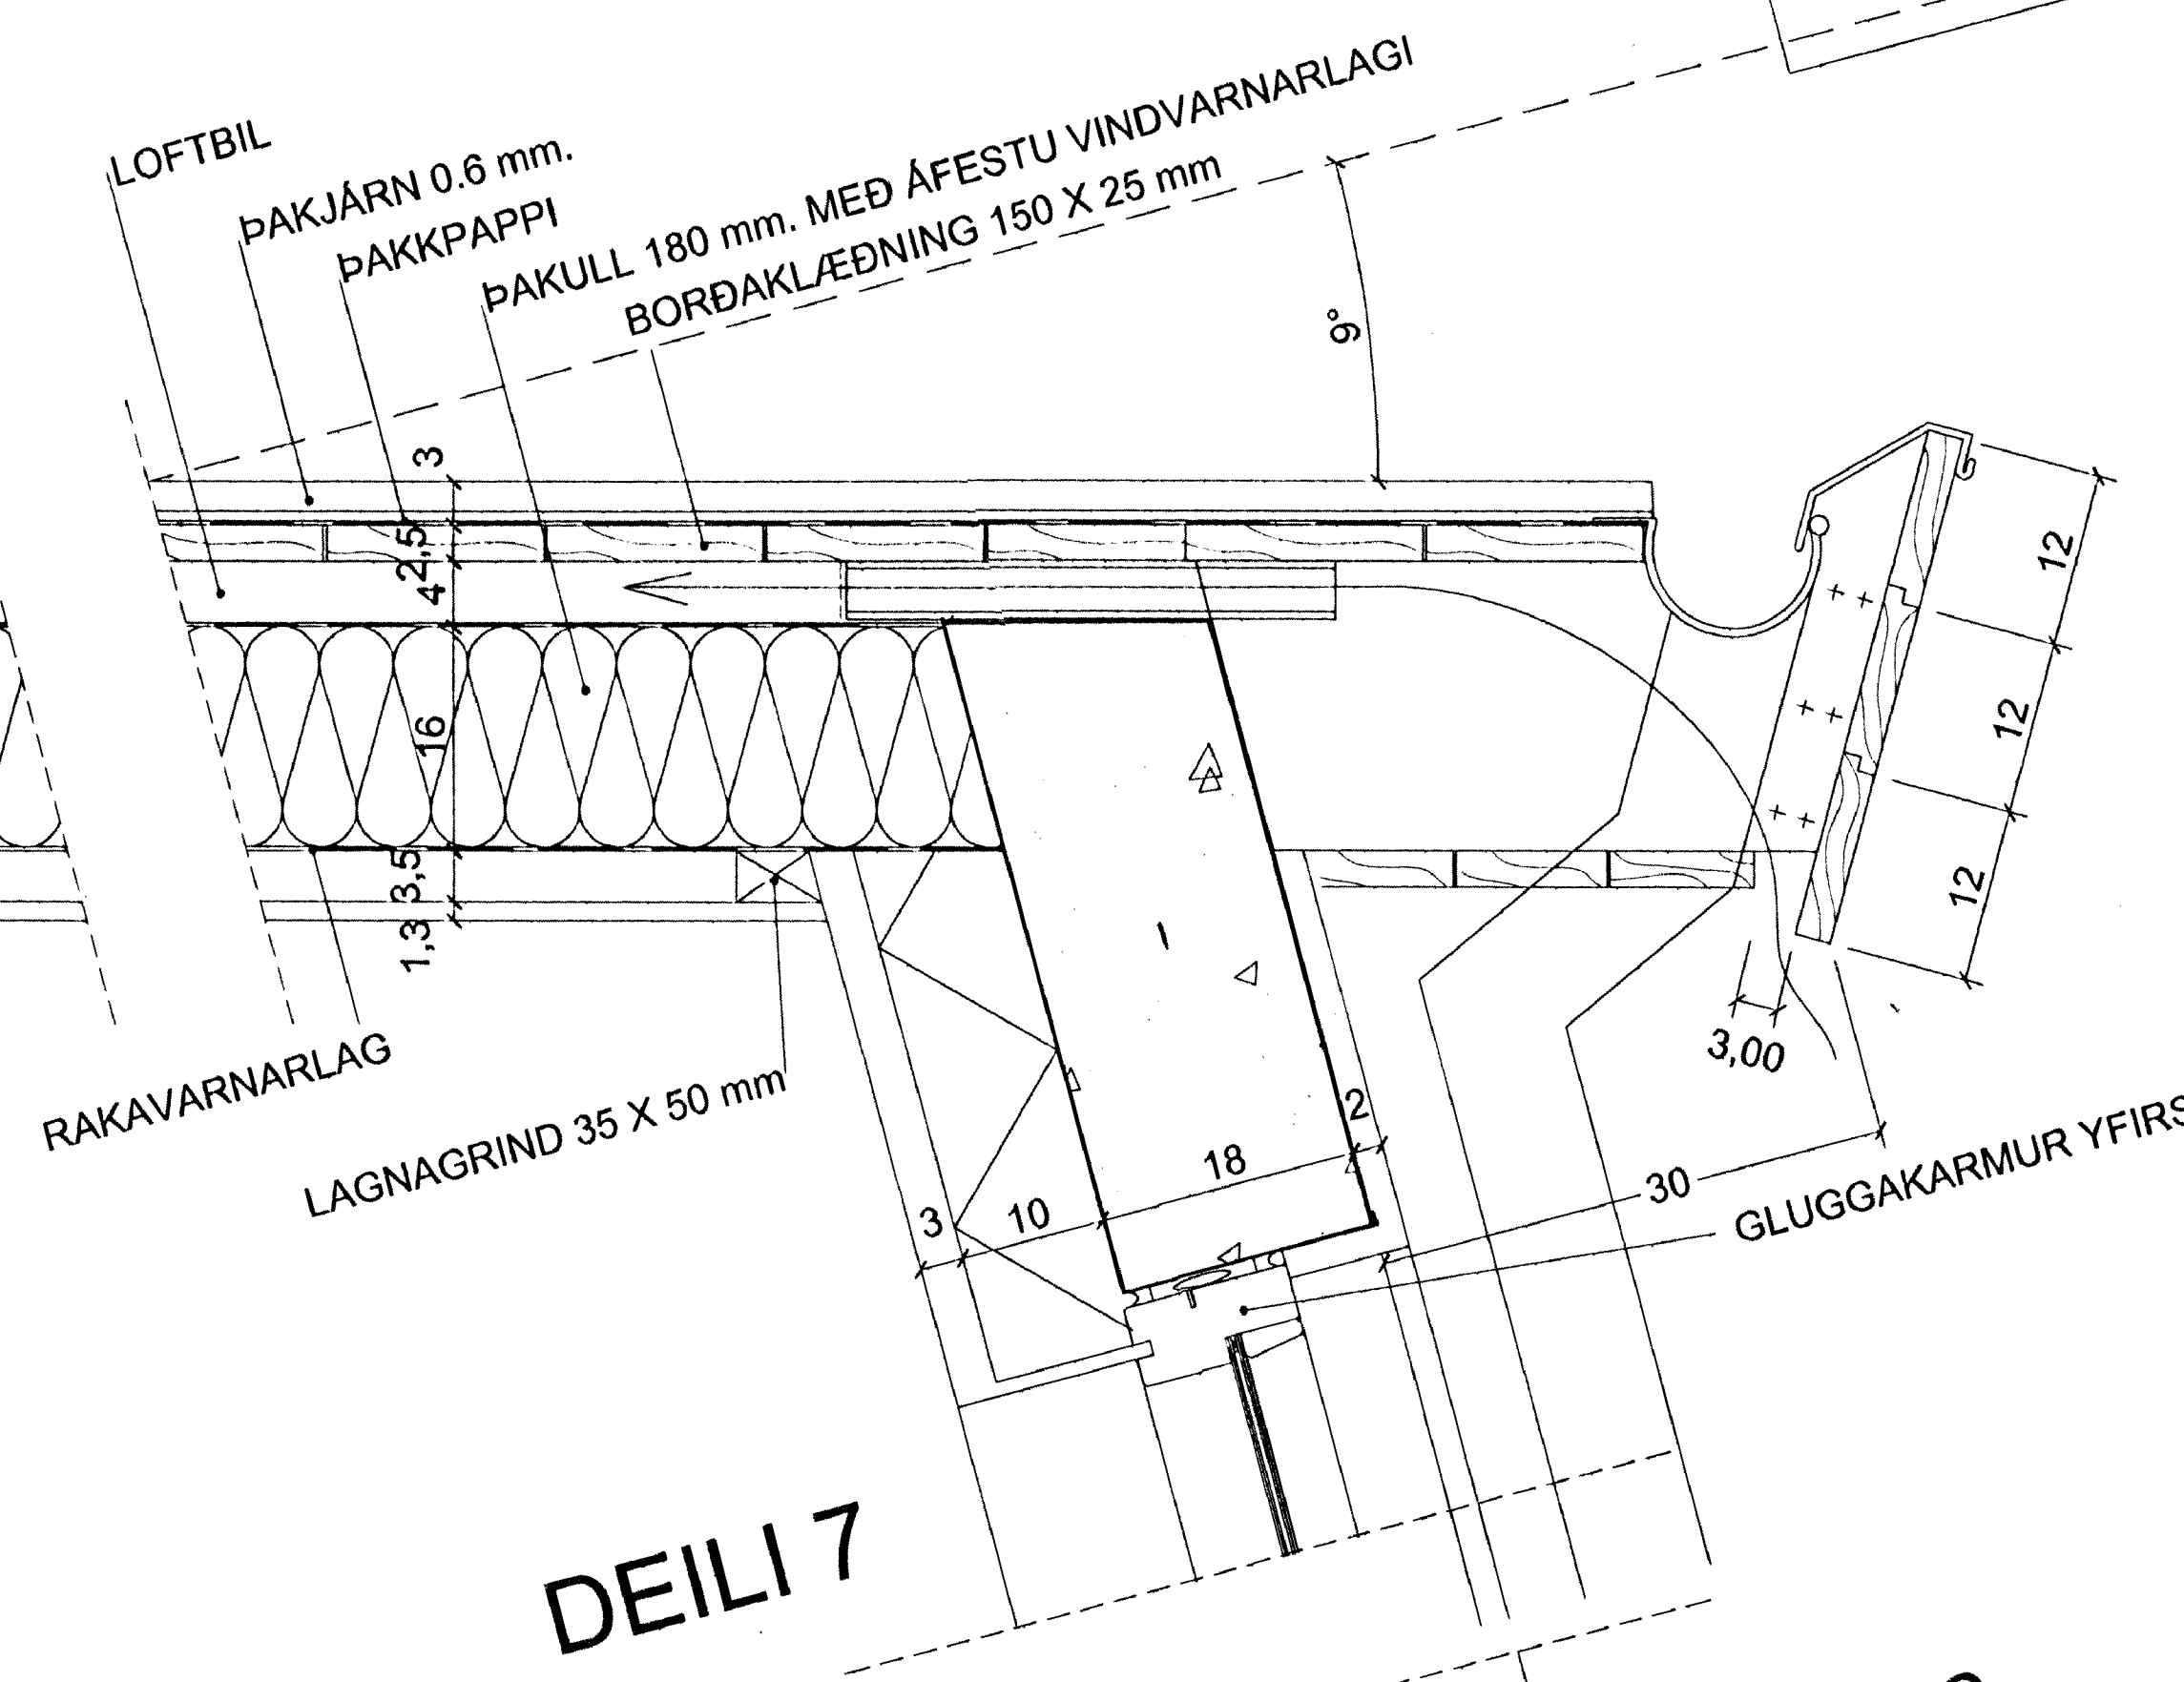 LOFTBIL
ÞAKJÁRN 0.6 mm.
ÞAKKPAPPI
ÞAKULL 180 mm. MEÐ ÁFESTU VINDVARNARLAGI
BORÐAKLÆÐNING 150 X 25 mm
9°
3
2,5
4
16
3,5
1,3
12
12
12
3,00
RAKAVARNARLAG
LAGNAGRIND 35 X 50 mm
2
18
10
3
30
GLUGGAKARMUR
DEILI 7